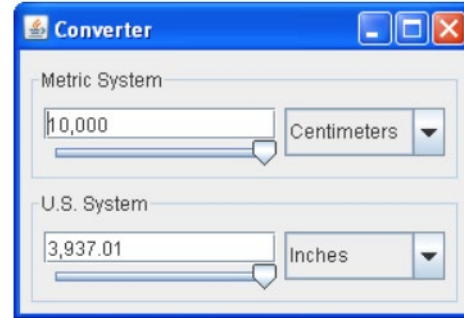 Converter
Metric System
10,000
Centimeters
U.S. System
3,937.01
Inches